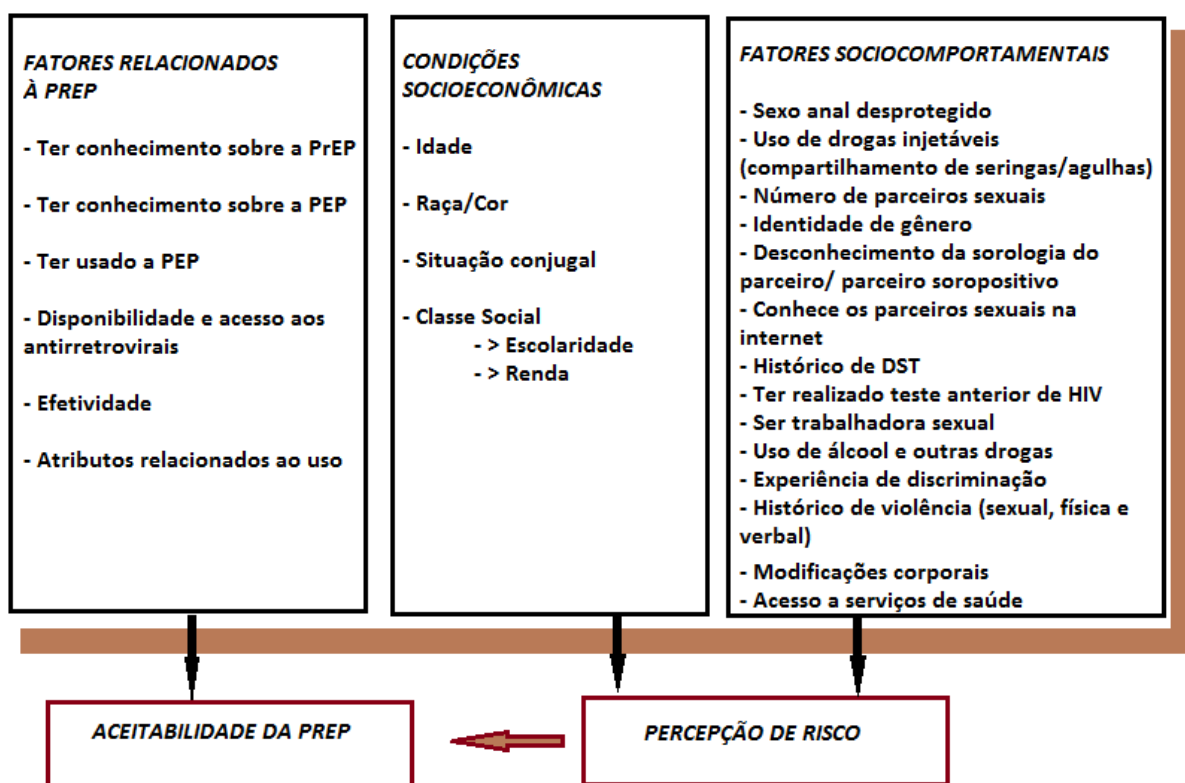 FATORES RELACIONADOS
À PREP
- Ter conhecimento sobre a PrEP
- Ter conhecimento sobre a PEP
- Ter usado a PEP
- Disponibilidade e acesso aos
antirretrovirais
- Efetividade
- Atributos relacionados ao uso
CONDIÇÕES
SOCIOECONÔMICAS
- Idade
- Raça/Cor
- Situação conjugal
- Classe Social
- > Escolaridade
- > Renda
FATORES SOCIOCOMPORTAMENTAIS
- Sexo anal desprotegido
- Uso de drogas injetáveis
(compartilhamento de seringas/agulhas)
- Número de parceiros sexuais
- Identidade de gênero
- Desconhecimento da sorologia do
parceiro/ parceiro soropositivo
- Conhece os parceiros sexuais na
internet
- Histórico de DST
- Ter realizado teste anterior de HIV
- Ser trabalhadora sexual
- Uso de álcool e outras drogas
- Experiência de discriminação
- Histórico de violência (sexual, física e
verbal)
- Modificações corporais
- Acesso a serviços de saúde
ACEITABILIDADE DA PREP
PERCEPÇÃO DE RISCO